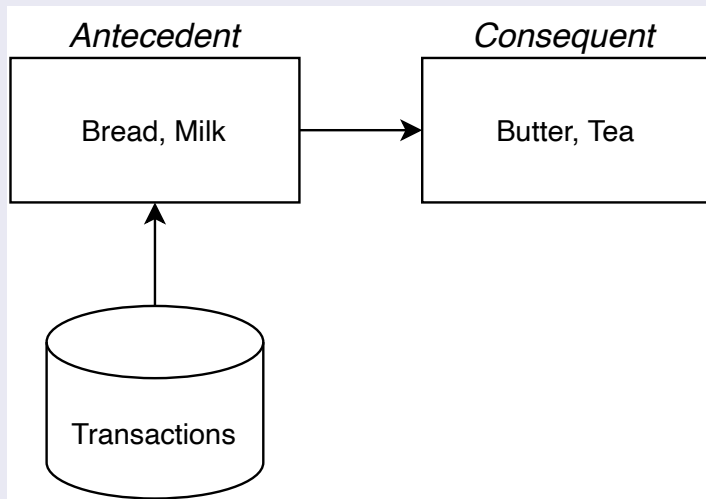 Antecedent
Consequent
Bread, Milk
Butter, Tea
Transactions